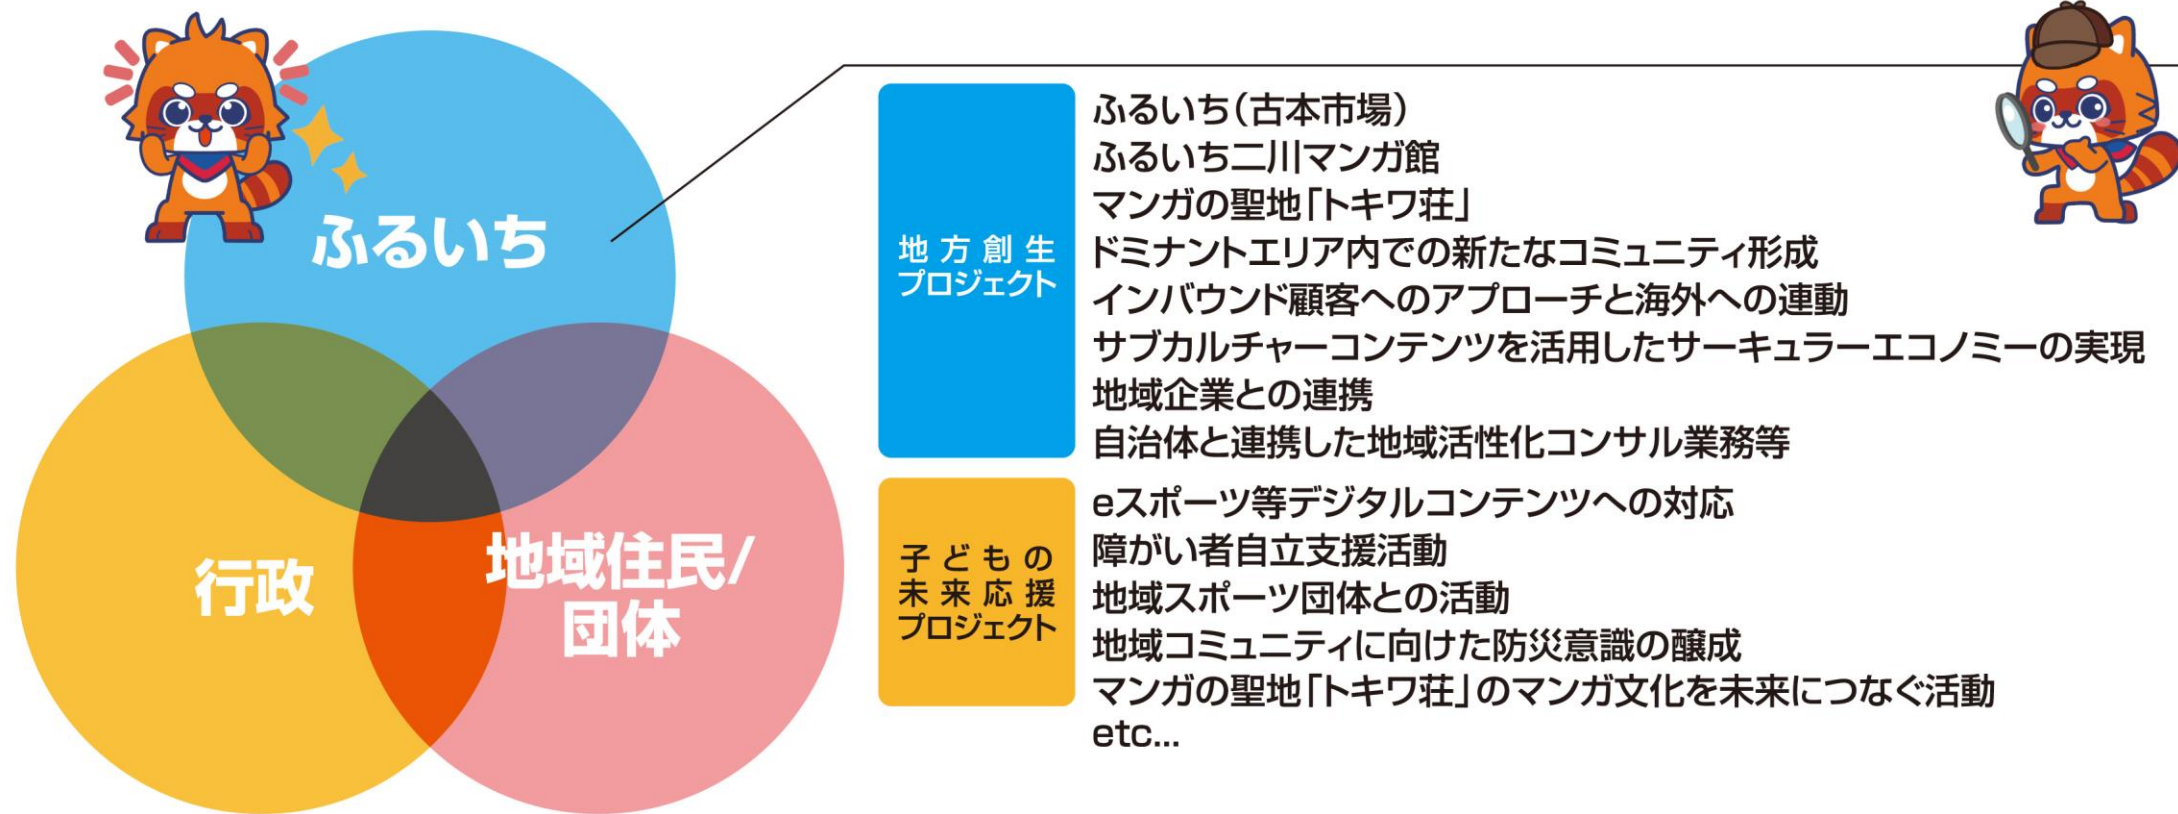 ふるいち
行政
地域住民/
団体
地方創生
プロジェクト
ふるいち（古本市場）
ふるいち二川マンガ館
マンガの聖地「トキワ荘」
ドミナントエリア内での新たなコミュニティ形成
インバウンド顧客へのアプローチと海外への連動
サブカルチャーコンテンツを活用したサーキュラーエコノミーの実現
地域企業との連携
自治体と連携した地域活性化コンサル業務等
子どもの
未来応援
プロジェクト
eスポーツ等デジタルコンテンツへの対応
障がい者自立支援活動
地域スポーツ団体との活動
地域コミュニティに向けた防災意識の醸成
マンガの聖地「トキワ荘」のマンガ文化を未来につなぐ活動
etc...